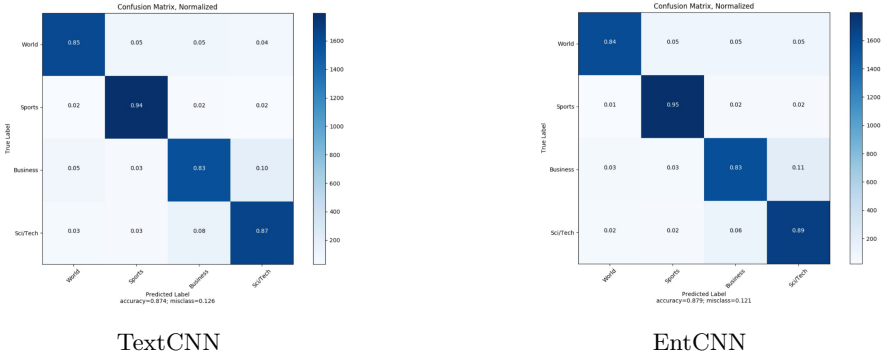 Confusion Matrix, Normalized
World 0.85 0.05 0.05 0.04
Sports 0.02 0.94 0.02 0.02
Business 0.05 0.03 0.83 0.10
Sci/Tech 0.03 0.03 0.08 0.87
True Label
World Sports Business Sci/Tech
Predicted Label
accuracy=0.874; misclass=0.126
1600
1400
1200
1000
800
600
400
200
TextCNN
Confusion Matrix, Normalized
World 0.84 0.05 0.05 0.05
Sports 0.01 0.95 0.02 0.02
Business 0.03 0.03 0.83 0.11
Sci/Tech 0.02 0.02 0.06 0.89
True Label
World Sports Business Sci/Tech
Predicted Label
accuracy=0.879; misclass=0.121
1600
1400
1200
1000
800
600
400
200
EntCNN